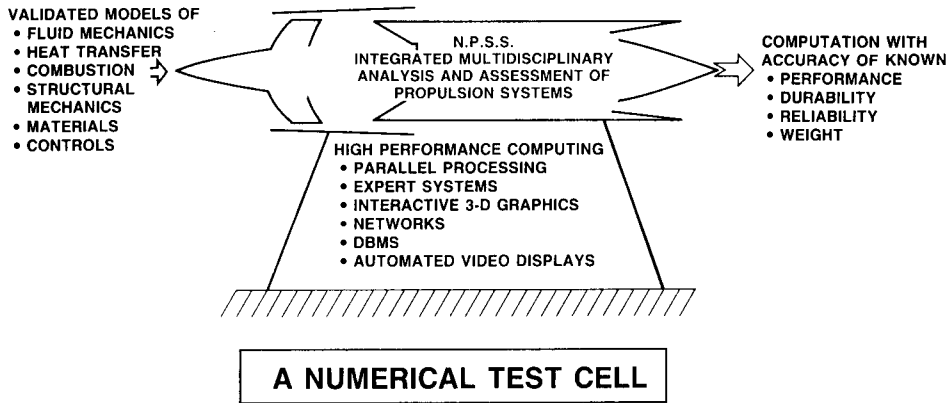 VALIDATED MODELS OF
• FLUID MECHANICS
• HEAT TRANSFER
• COMBUSTION
• STRUCTURAL
MECHANICS
• MATERIALS
• CONTROLS
N.P.S.S.
INTEGRATED MULTIDISCIPLINARY
ANALYSIS AND ASSESSMENT OF
PROPULSION SYSTEMS
COMPUTATION WITH
ACCURACY OF KNOWN
• PERFORMANCE
• DURABILITY
• RELIABILITY
• WEIGHT
HIGH PERFORMANCE COMPUTING
• PARALLEL PROCESSING
• EXPERT SYSTEMS
• INTERACTIVE 3-D GRAPHICS
• NETWORKS
• DBMS
• AUTOMATED VIDEO DISPLAYS
A NUMERICAL TEST CELL